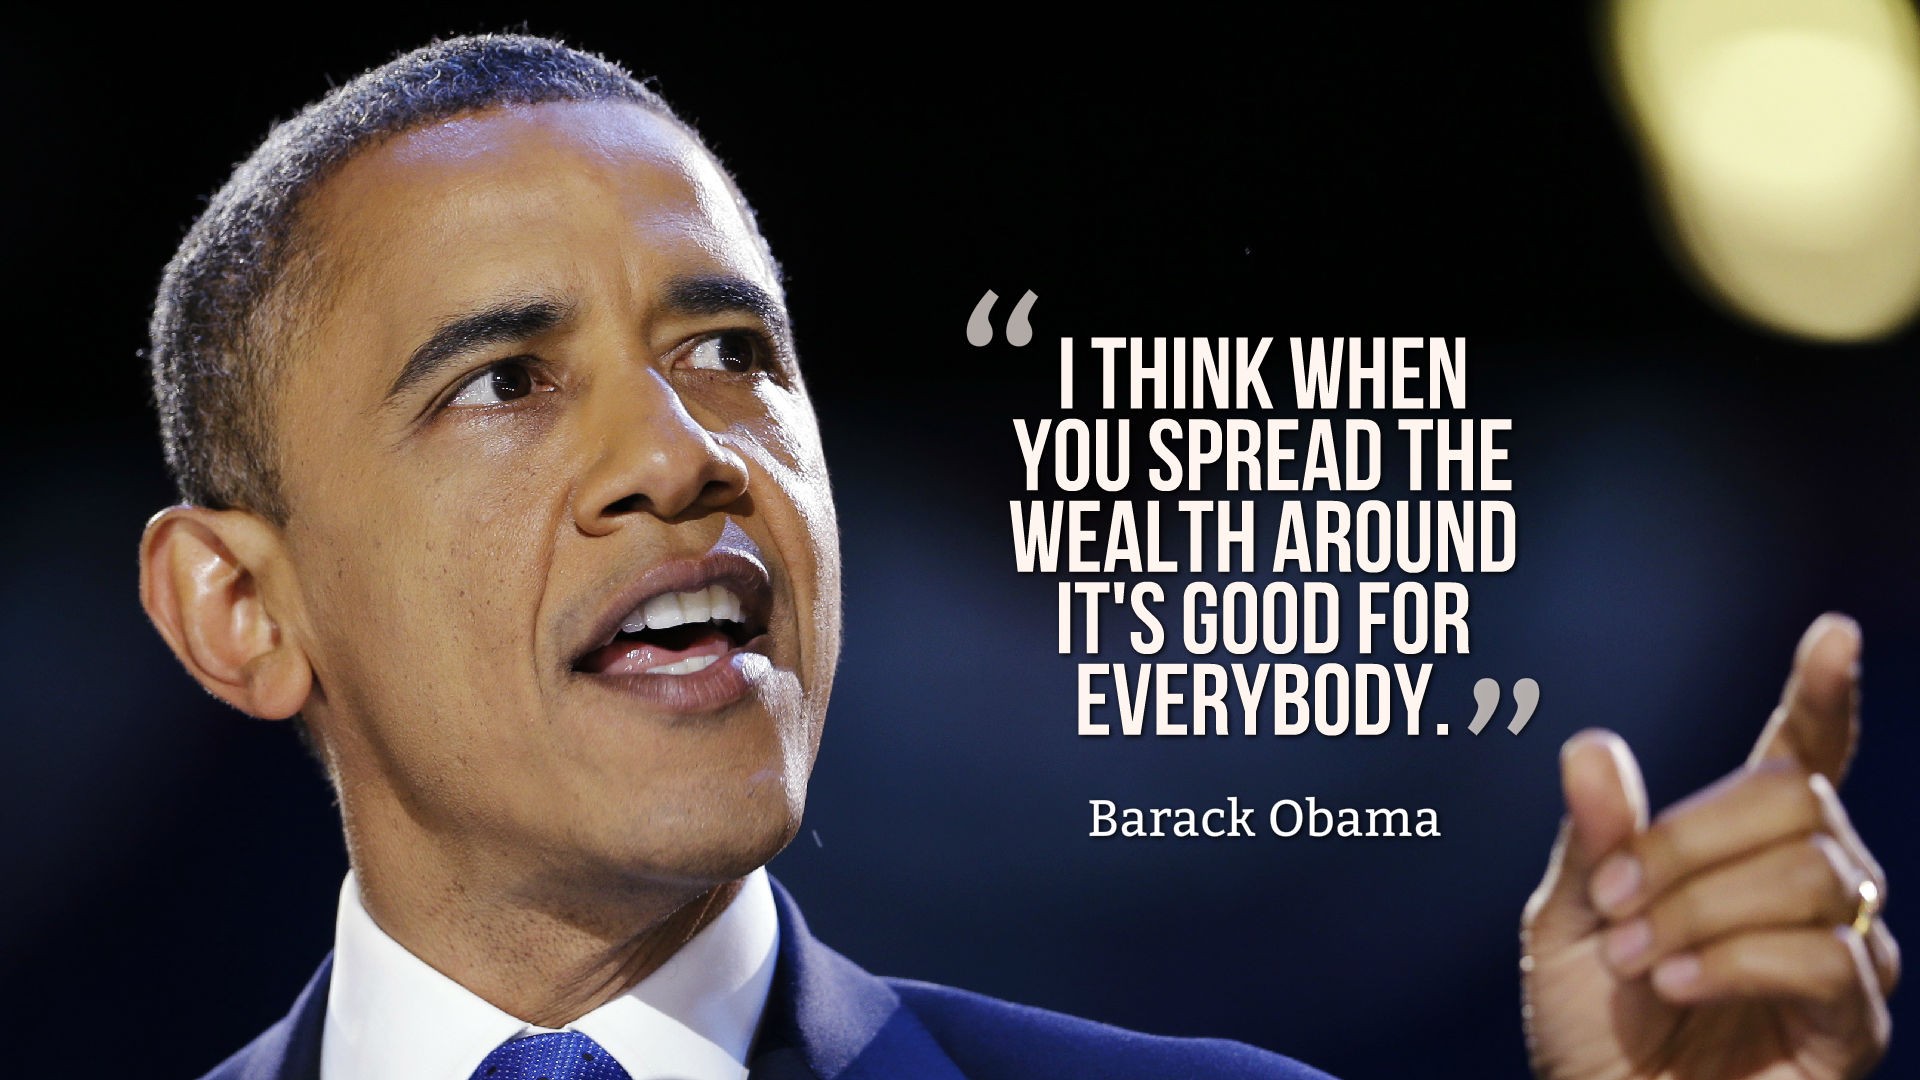 “ I THINK WHEN
YOU SPREAD THE
WEALTH AROUND
IT'S GOOD FOR
EVERYBODY. ”
Barack Obama